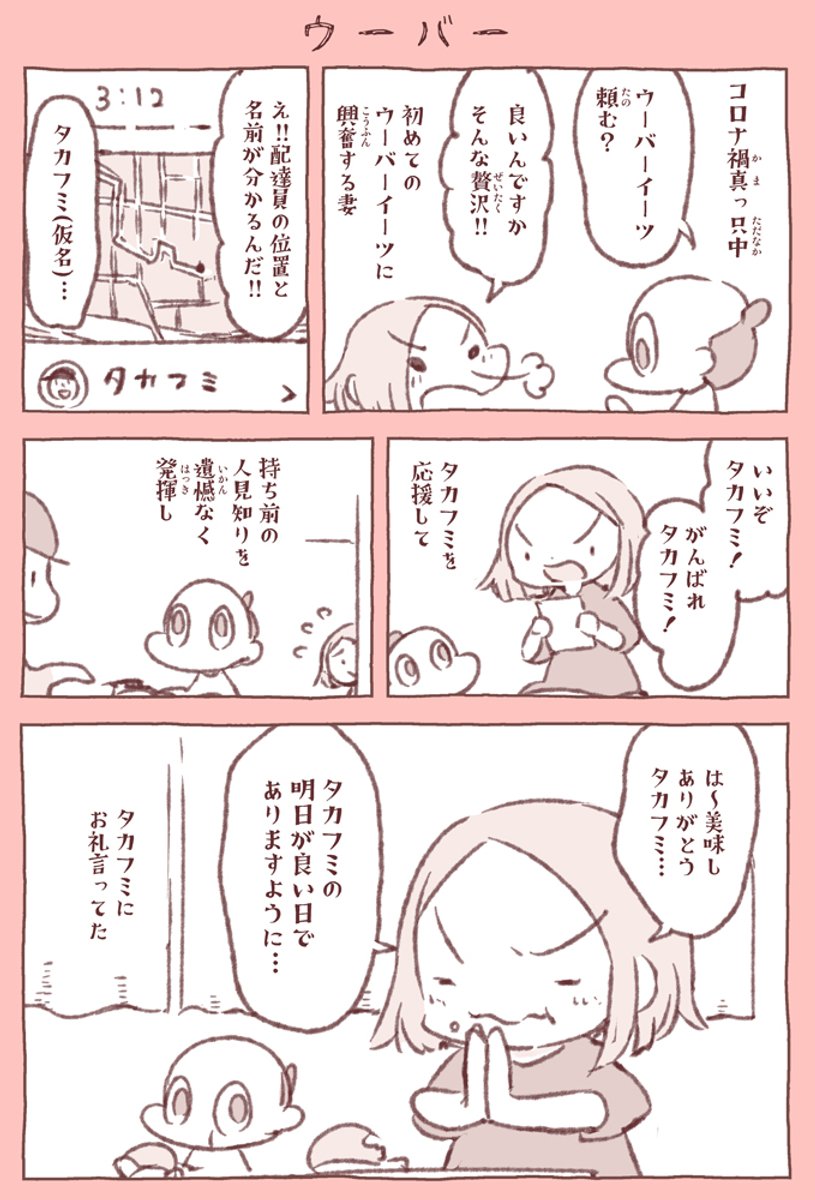 ウーバー
コロナ禍真っ只中
ウーバーイーツ
頼む?
良いんですか
そんな贅沢!!
初めての
ウーバーイーツに
興奮する妻
え!!配達員の位置と
名前が分かるんだ!!
3:12
タカフミ(仮名)…
タカフミ
いいぞ
タカフミ!
がんばれ
タカフミ!
タカフミを
応援して
持ち前の
人見知りを
遺憾なく
発揮し
は〜美味し
ありがとう
タカフミ…
タカフミの
明日が良い日で
ありますように…
タカフミに
お礼言ってた